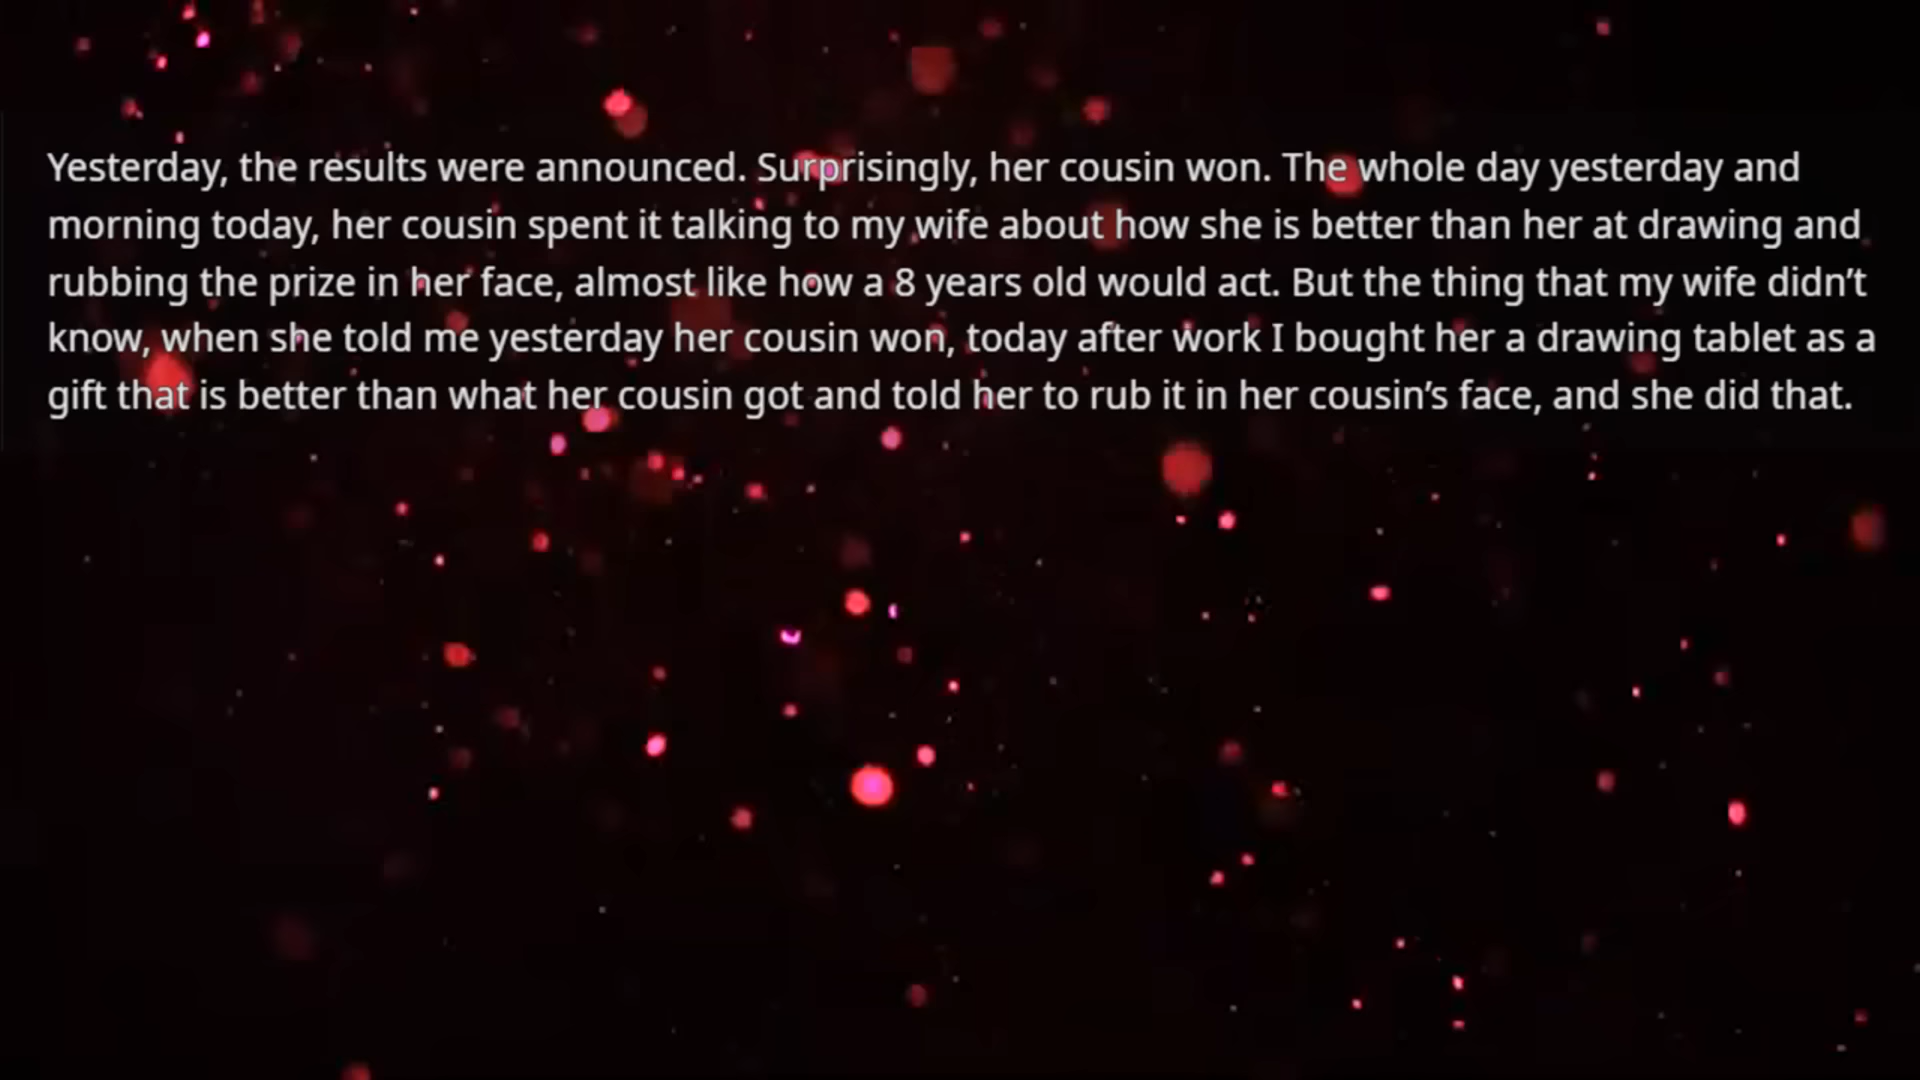 Yesterday, the results were announced. Surprisingly, her cousin won. The whole day yesterday and
morning today, her cousin spent it talking to my wife about how she is better than her at drawing and
rubbing the prize in her face, almost like how a 8 years old would act. But the thing that my wife didn’t
know, when she told me yesterday her cousin won, today after work I bought her a drawing tablet as a
gift that is better than what her cousin got and told her to rub it in her cousin’s face, and she did that.